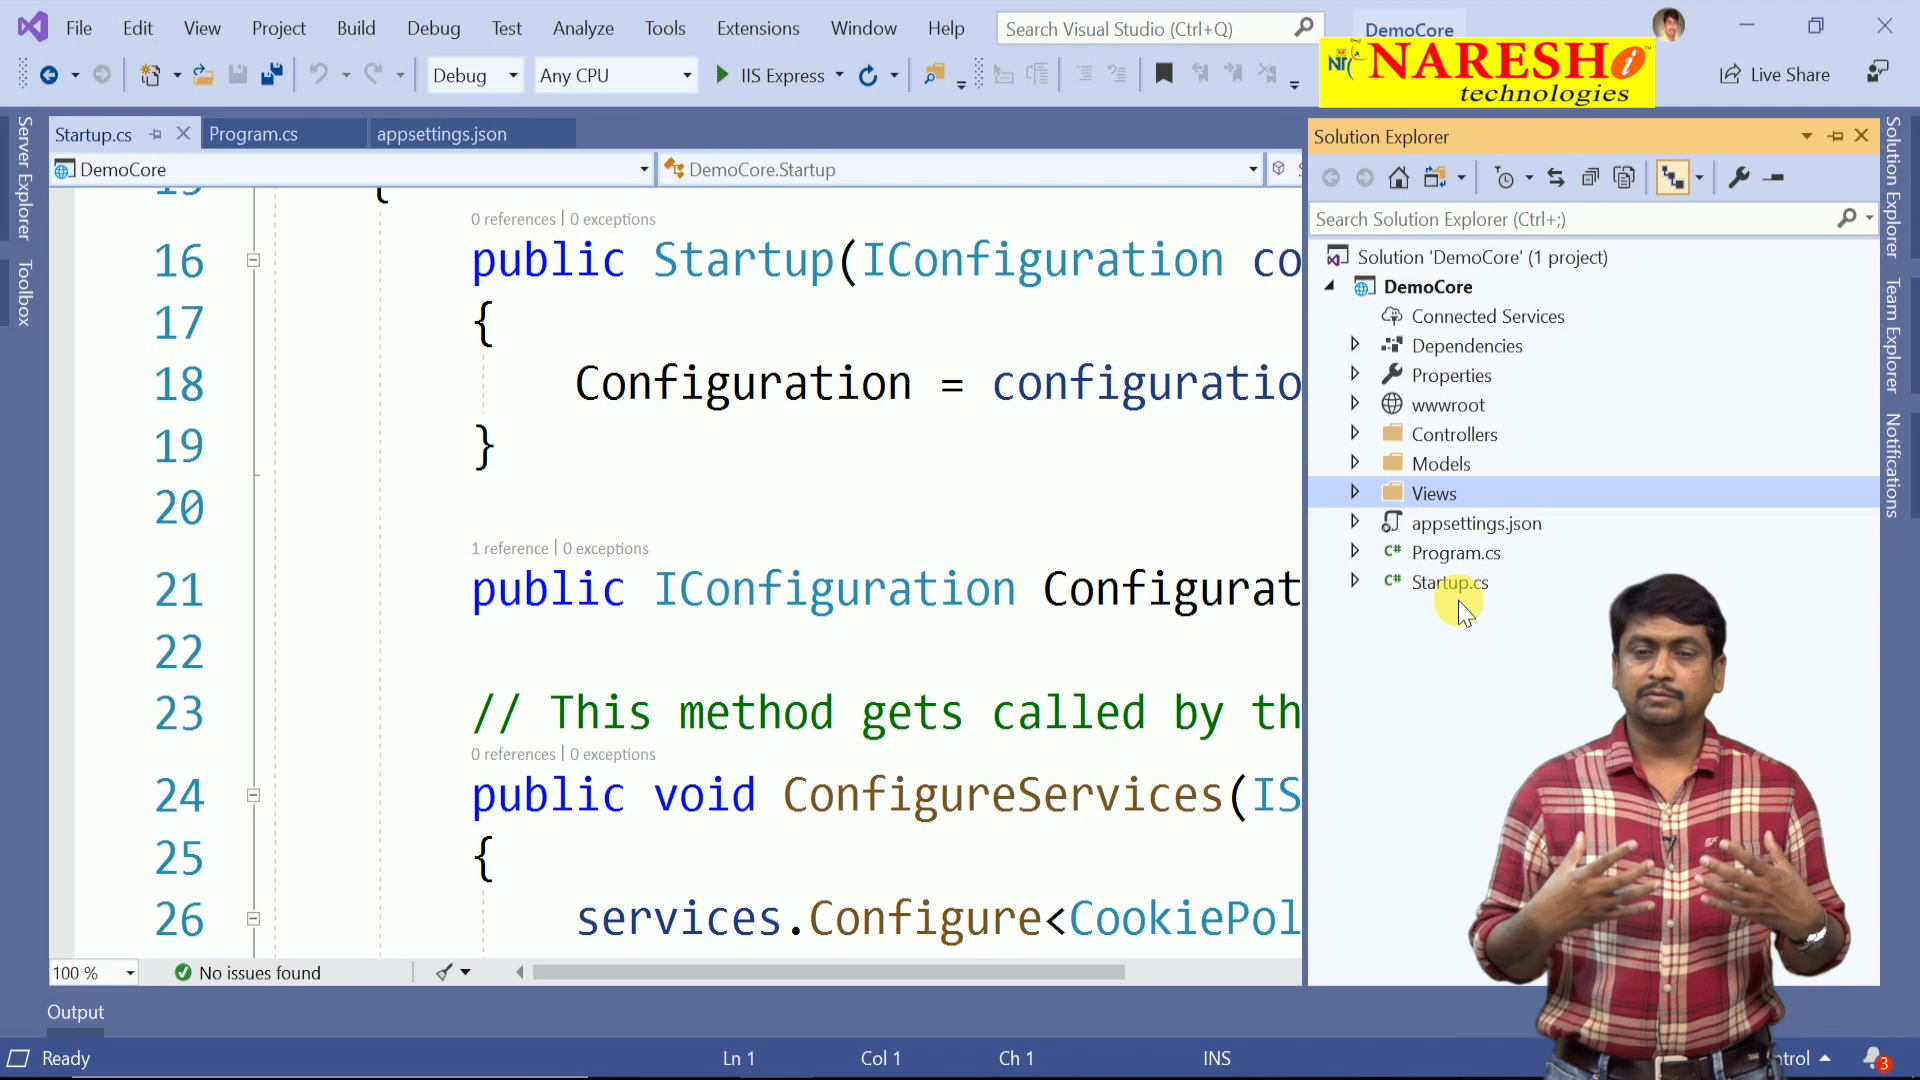 File Edit View Project Build Debug Test Analyze Tools Extensions Window Help Search Visual Studio (Ctrl+Q) DemoCore
Debug Any CPU IIS Express Live Share
NARESH i ™
technologies
Server Explorer
Toolbox
Startup.cs Program.cs appsettings.json
DemoCore DemoCore.Startup
15 {
0 references | 0 exceptions
16 public Startup(IConfiguration co
17 {
18 Configuration = configuratio
19 }
20
1 reference | 0 exceptions
21 public IConfiguration Configurat
22
23 // This method gets called by th
0 references | 0 exceptions
24 public void ConfigureServices(IS
25 {
26 services.Configure<CookiePol
100 % No issues found
Solution Explorer
Search Solution Explorer (Ctrl+;)
Solution 'DemoCore' (1 project)
DemoCore
Connected Services
Dependencies
Properties
wwwroot
Controllers
Models
Views
appsettings.json
C# Program.cs
C# Startup.cs
Solution Explorer
Team Explorer
Notifications
Output
Ready Ln 1 Col 1 Ch 1 INS ntrol 3